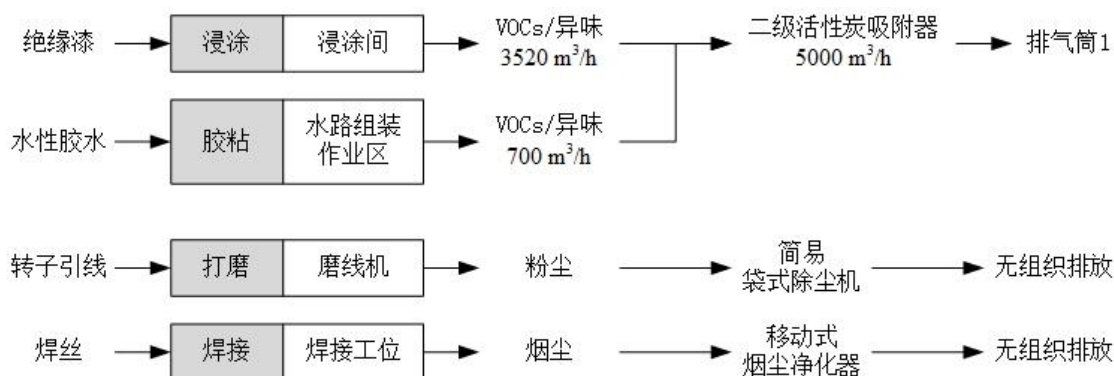 绝缘漆 浸涂 浸涂间 VOCs/异味 3520 m³/h 二级活性炭吸附器 5000 m³/h 排气筒1
水性胶水 胶粘 水路组装作业区 VOCs/异味 700 m³/h
转子引线 打磨 磨线机 粉尘 简易袋式除尘机 无组织排放
焊丝 焊接 焊接工位 烟尘 移动式烟尘净化器 无组织排放